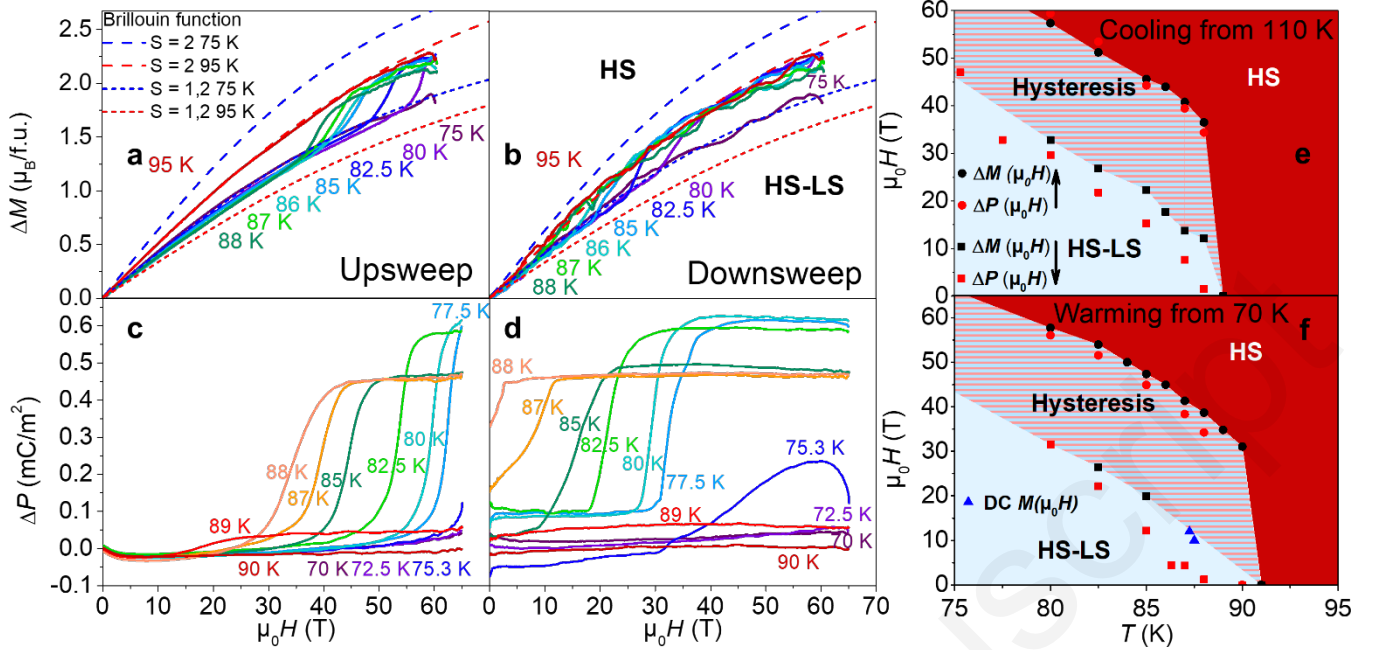 Brillouin function
S = 2 75 K
S = 2 95 K
S = 1,2 75 K
S = 1,2 95 K
2.5
2.0
1.5
1.0
0.5
0.0
ΔM (μB/f.u.)
a
95 K
75 K
80 K
82.5 K
85 K
86 K
87 K
88 K
Upsweep
b
HS
95 K
75 K
80 K
82.5 K
85 K
86 K
87 K
88 K
HS-LS
Downsweep
0.6
0.5
0.4
0.3
0.2
0.1
0.0
-0.1
ΔP (mC/m²)
c
77.5 K
80 K
82.5 K
85 K
87 K
88 K
89 K
90 K
70 K
72.5 K
75.3 K
0 10 20 30 40 50 60
μ0H (T)
d
88 K
87 K
85 K
82.5 K
80 K
77.5 K
75.3 K
72.5 K
70 K
89 K
90 K
0 10 20 30 40 50 60 70
μ0H (T)
60
50
40
30
20
10
0
μ0H (T)
Cooling from 110 K
HS
Hysteresis
e
ΔM (μ0H)
ΔP (μ0H)
ΔM (μ0H)
ΔP (μ0H)
HS-LS
60
50
40
30
20
10
0
μ0H (T)
Warming from 70 K
f
HS
Hysteresis
DC M(μ0H)
HS-LS
75 80 85 90 95
T (K)